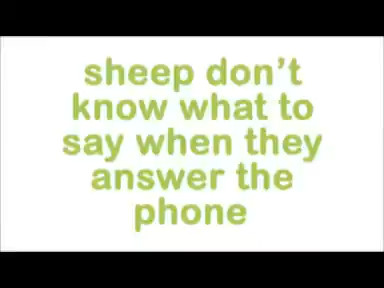 sheep don't
know what to
say when they
answer the
phone